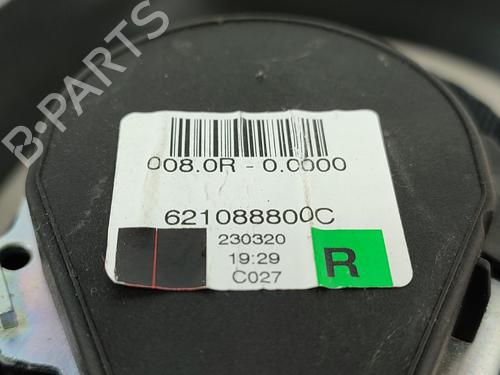 B-PARTS
008.0R - 0.0000
621088800C
230320
19:29
C027
R